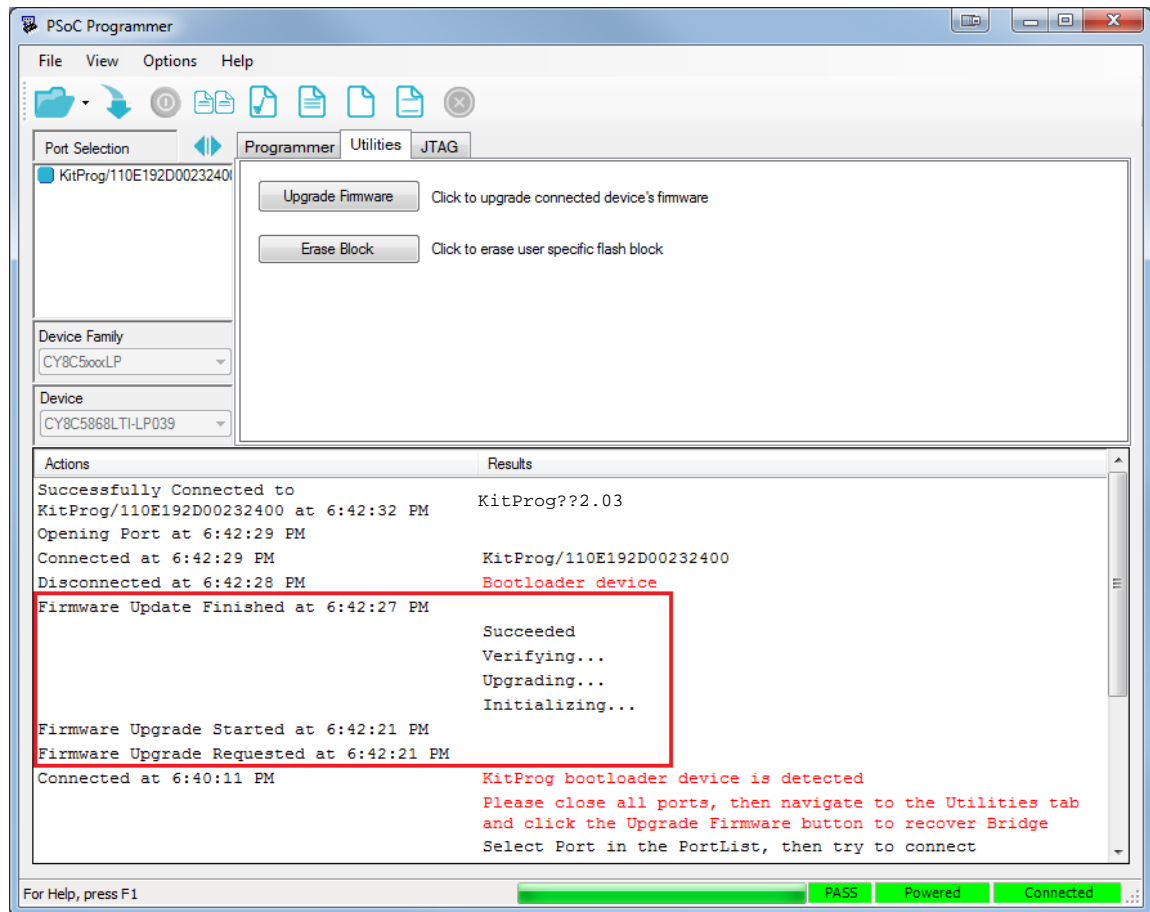 PSoC Programmer
File View Options Help
Port Selection
Programmer Utilities JTAG
KitProg/110E192D00232400
Upgrade Firmware Click to upgrade connected device's firmware
Erase Block Click to erase user specific flash block
Device Family
CY8C5xxxLP
Device
CY8C5868LTI-LP039
Actions Results
Successfully Connected to
KitProg/110E192D00232400 at 6:42:32 PM KitProg??2.03
Opening Port at 6:42:29 PM
Connected at 6:42:29 PM KitProg/110E192D00232400
Disconnected at 6:42:28 PM Bootloader device
Firmware Update Finished at 6:42:27 PM
Succeeded
Verifying...
Upgrading...
Initializing...
Firmware Upgrade Started at 6:42:21 PM
Firmware Upgrade Requested at 6:42:21 PM
Connected at 6:40:11 PM KitProg bootloader device is detected
Please close all ports, then navigate to the Utilities tab
and click the Upgrade Firmware button to recover Bridge
Select Port in the PortList, then try to connect
For Help, press F1 PASS Powered Connected